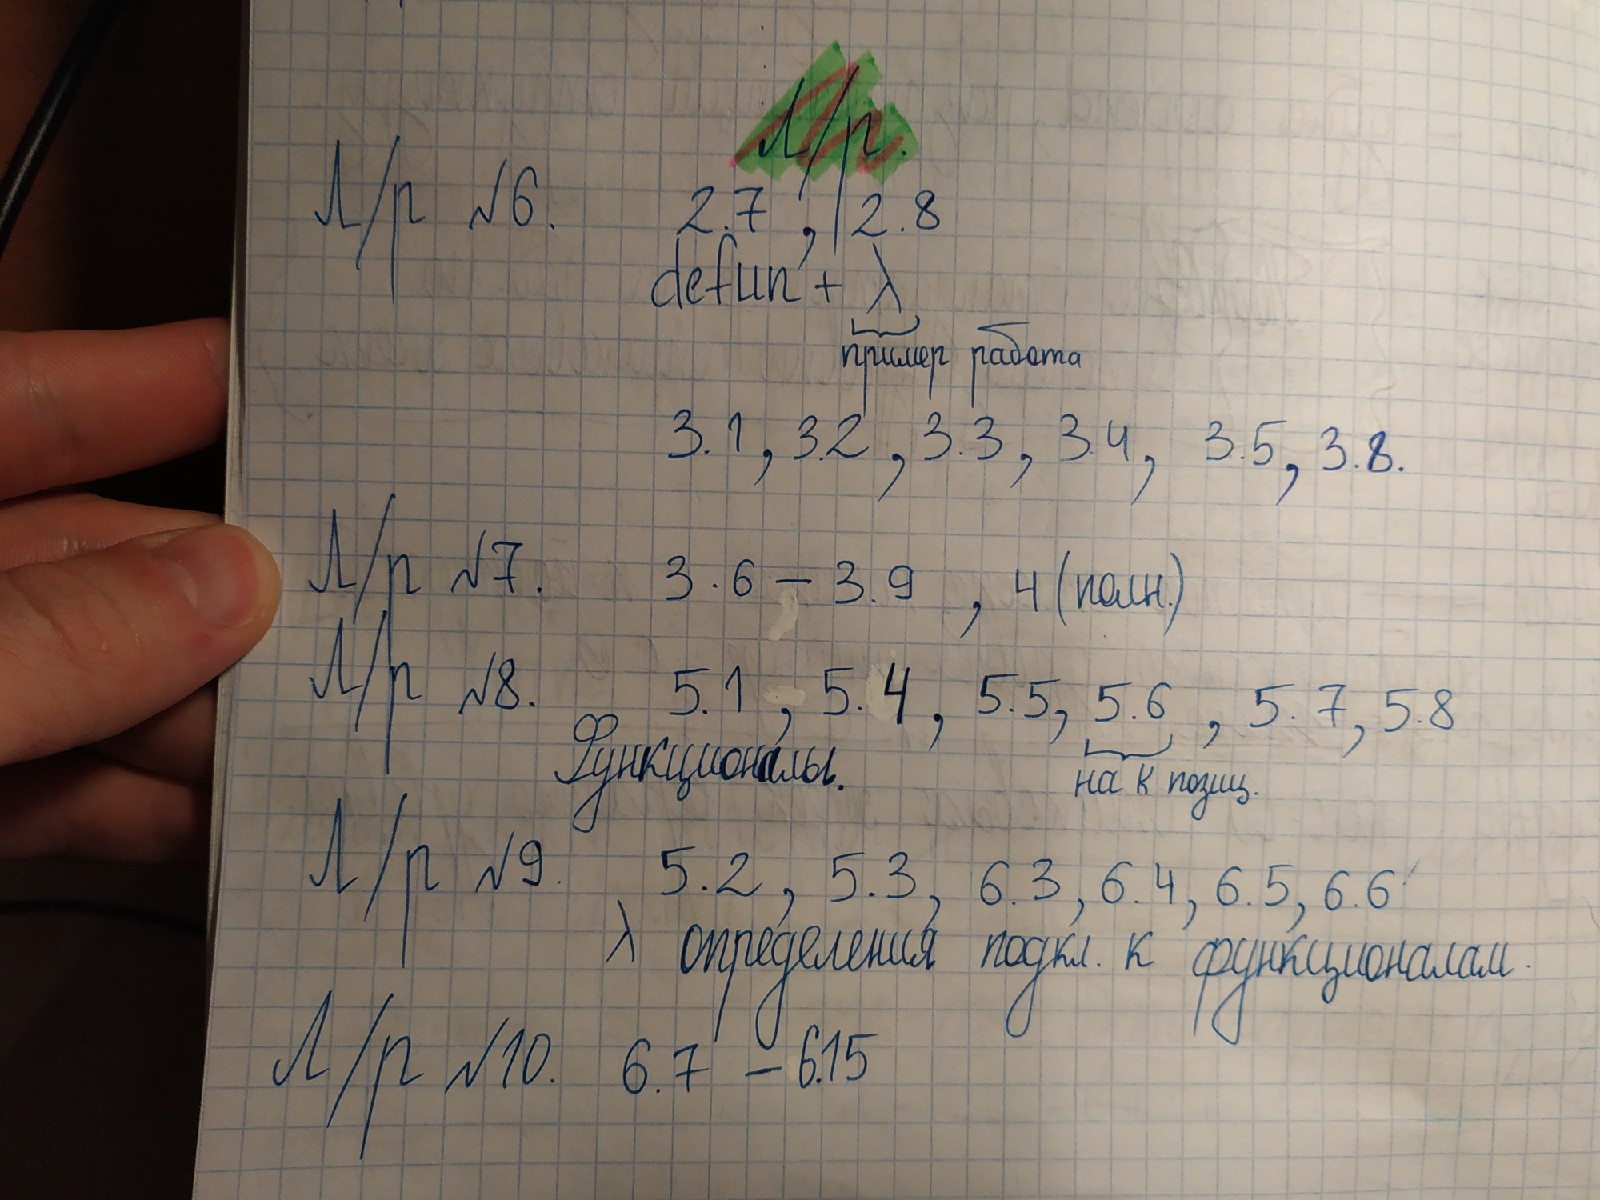 Л/р.
Л/р №6. 2.7, 2.8
defun + λ
пример работа
3.1, 3.2, 3.3, 3.4, 3.5, 3.8.
Л/р №7. 3.6 – 3.9, 4 (полн.)
Л/р №8. 5.1, 5.4, 5.5, 5.6, 5.7, 5.8
Функционалы. на к позиц.
Л/р №9. 5.2, 5.3, 6.3, 6.4, 6.5, 6.6
λ определения подкл. к функционалам.
Л/р №10. 6.7 – 6.15